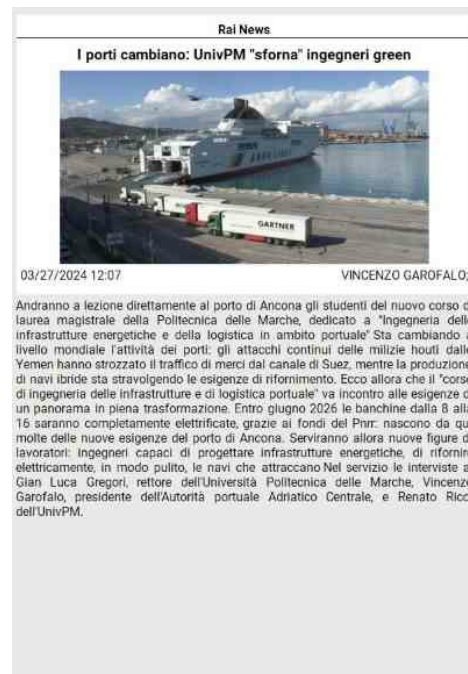 Rai News
I porti cambiano: UnivPM "sforna" ingegneri green
GARTNER
03/27/2024 12:07
VINCENZO GAROFALO;
Andranno a lezione direttamente al porto di Ancona gli studenti del nuovo corso d
laurea magistrale della Politecnica delle Marche, dedicato a "Ingegneria delle
infrastrutture energetiche e della logistica in ambito portuale" Sta cambiando a
livello mondiale l'attività dei porti: gli attacchi continui delle milizie houti dallo
Yemen hanno strozzato il traffico di merci dal canale di Suez, mentre la produzione
di navi ibride sta stravolgendo le esigenze di rifornimento. Ecco allora che il "corso
di ingegneria delle infrastrutture e di logistica portuale" va incontro alle esigenze d
un panorama in piena trasformazione. Entro giugno 2026 le banchine dalla 8 alla
16 saranno completamente elettrificate, grazie ai fondi del Pnrr: nascono da qu
molte delle nuove esigenze del porto di Ancona. Serviranno allora nuove figure d
lavoratori: ingegneri capaci di progettare infrastrutture energetiche, di rifornire
elettricamente, in modo pulito, le navi che attraccano Nel servizio le interviste a
Gian Luca Gregori, rettore dell'Università Politecnica delle Marche, Vincenzo
Garofalo, presidente dell'Autorità portuale Adriatico Centrale, e Renato Ricc
dell'UnivPM.